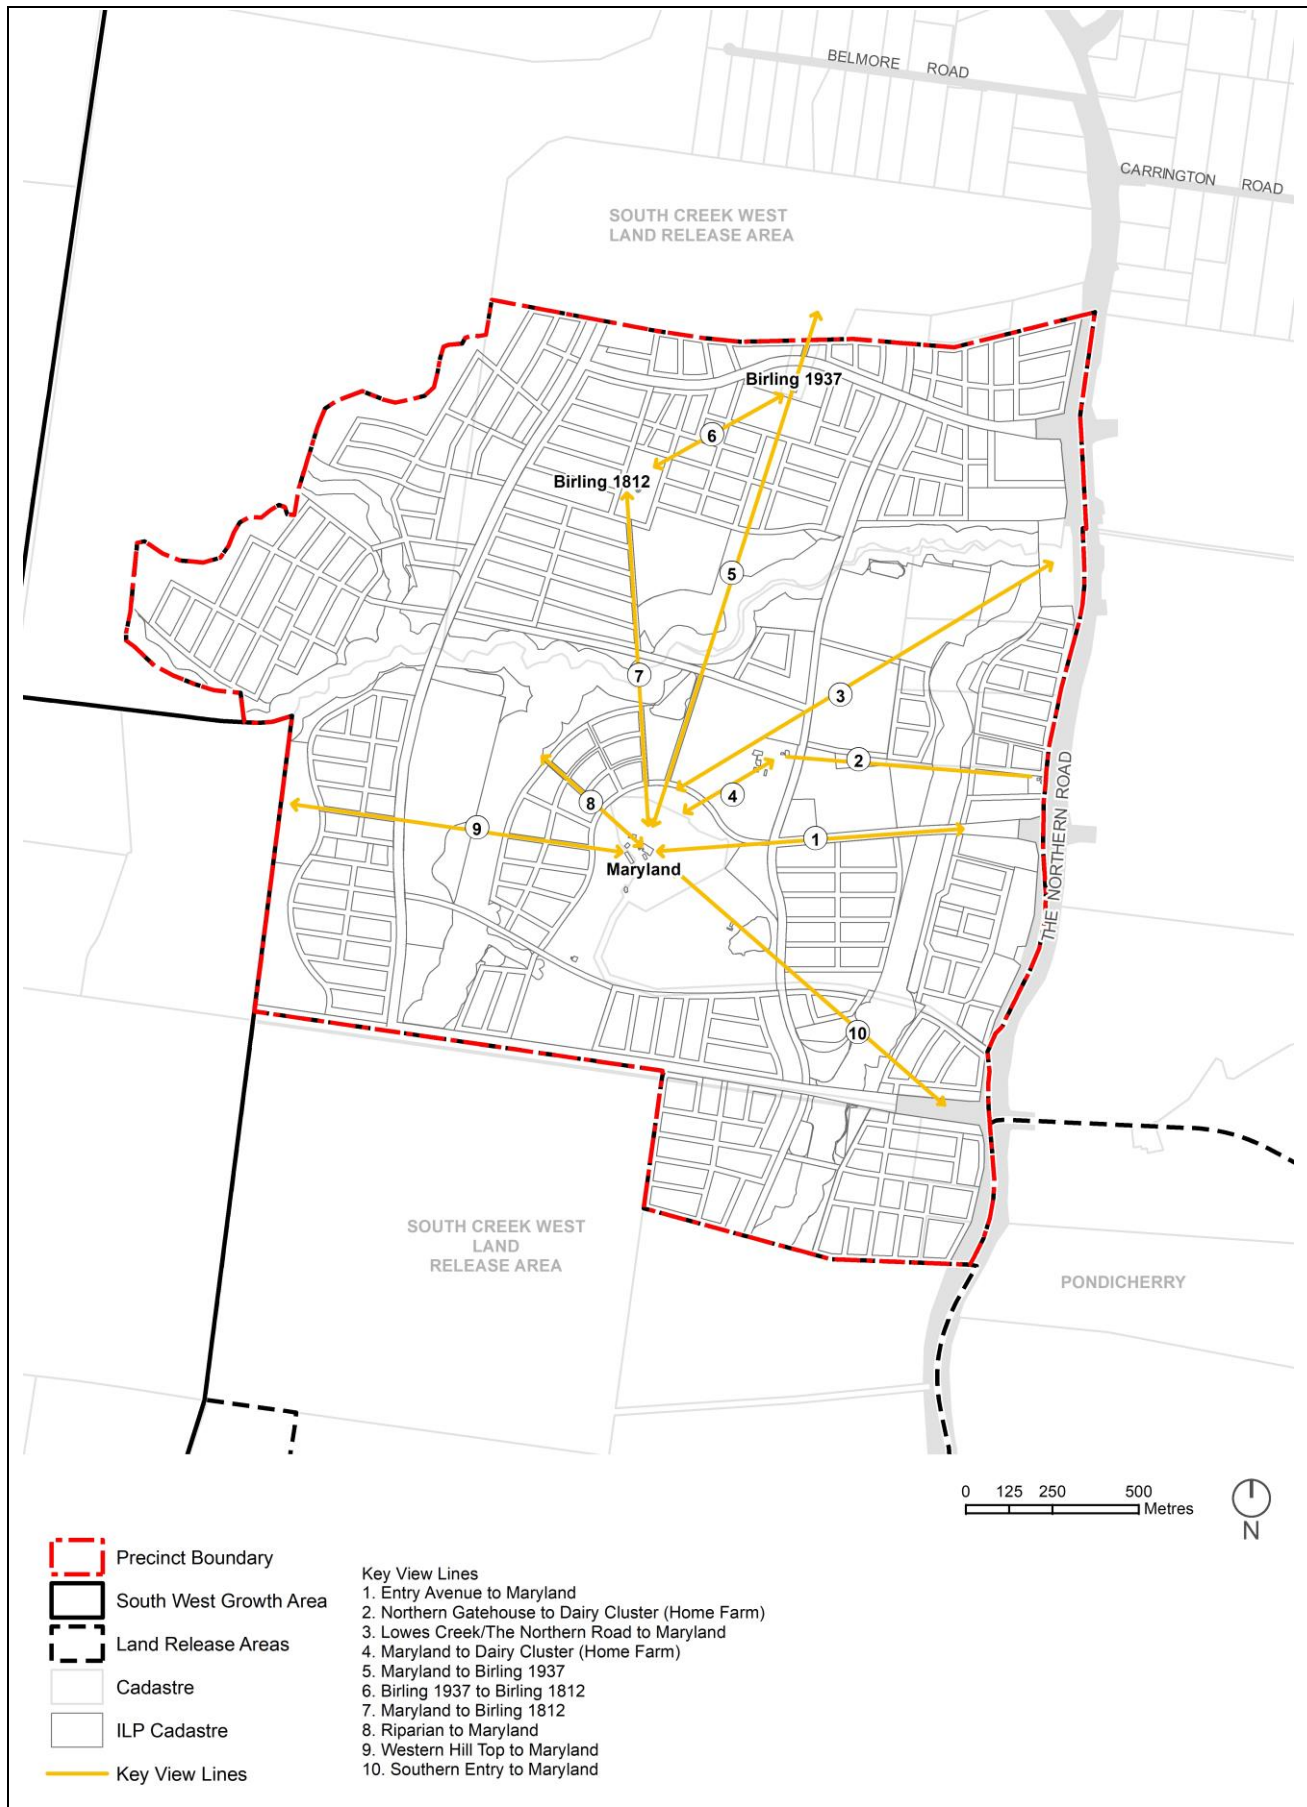 BELMORE ROAD
CARRINGTON ROAD
SOUTH CREEK WEST
LAND RELEASE AREA
Birling 1937
6
Birling 1812
5
7
3
THE NORTHERN ROAD
2
4
8
9
1
Maryland
10
SOUTH CREEK WEST
LAND
RELEASE AREA
PONDICHERRY
0 125 250 500
Metres
N
Precinct Boundary
South West Growth Area
Land Release Areas
Cadastre
ILP Cadastre
Key View Lines
Key View Lines
1. Entry Avenue to Maryland
2. Northern Gatehouse to Dairy Cluster (Home Farm)
3. Lowes Creek/The Northern Road to Maryland
4. Maryland to Dairy Cluster (Home Farm)
5. Maryland to Birling 1937
6. Birling 1937 to Birling 1812
7. Maryland to Birling 1812
8. Riparian to Maryland
9. Western Hill Top to Maryland
10. Southern Entry to Maryland